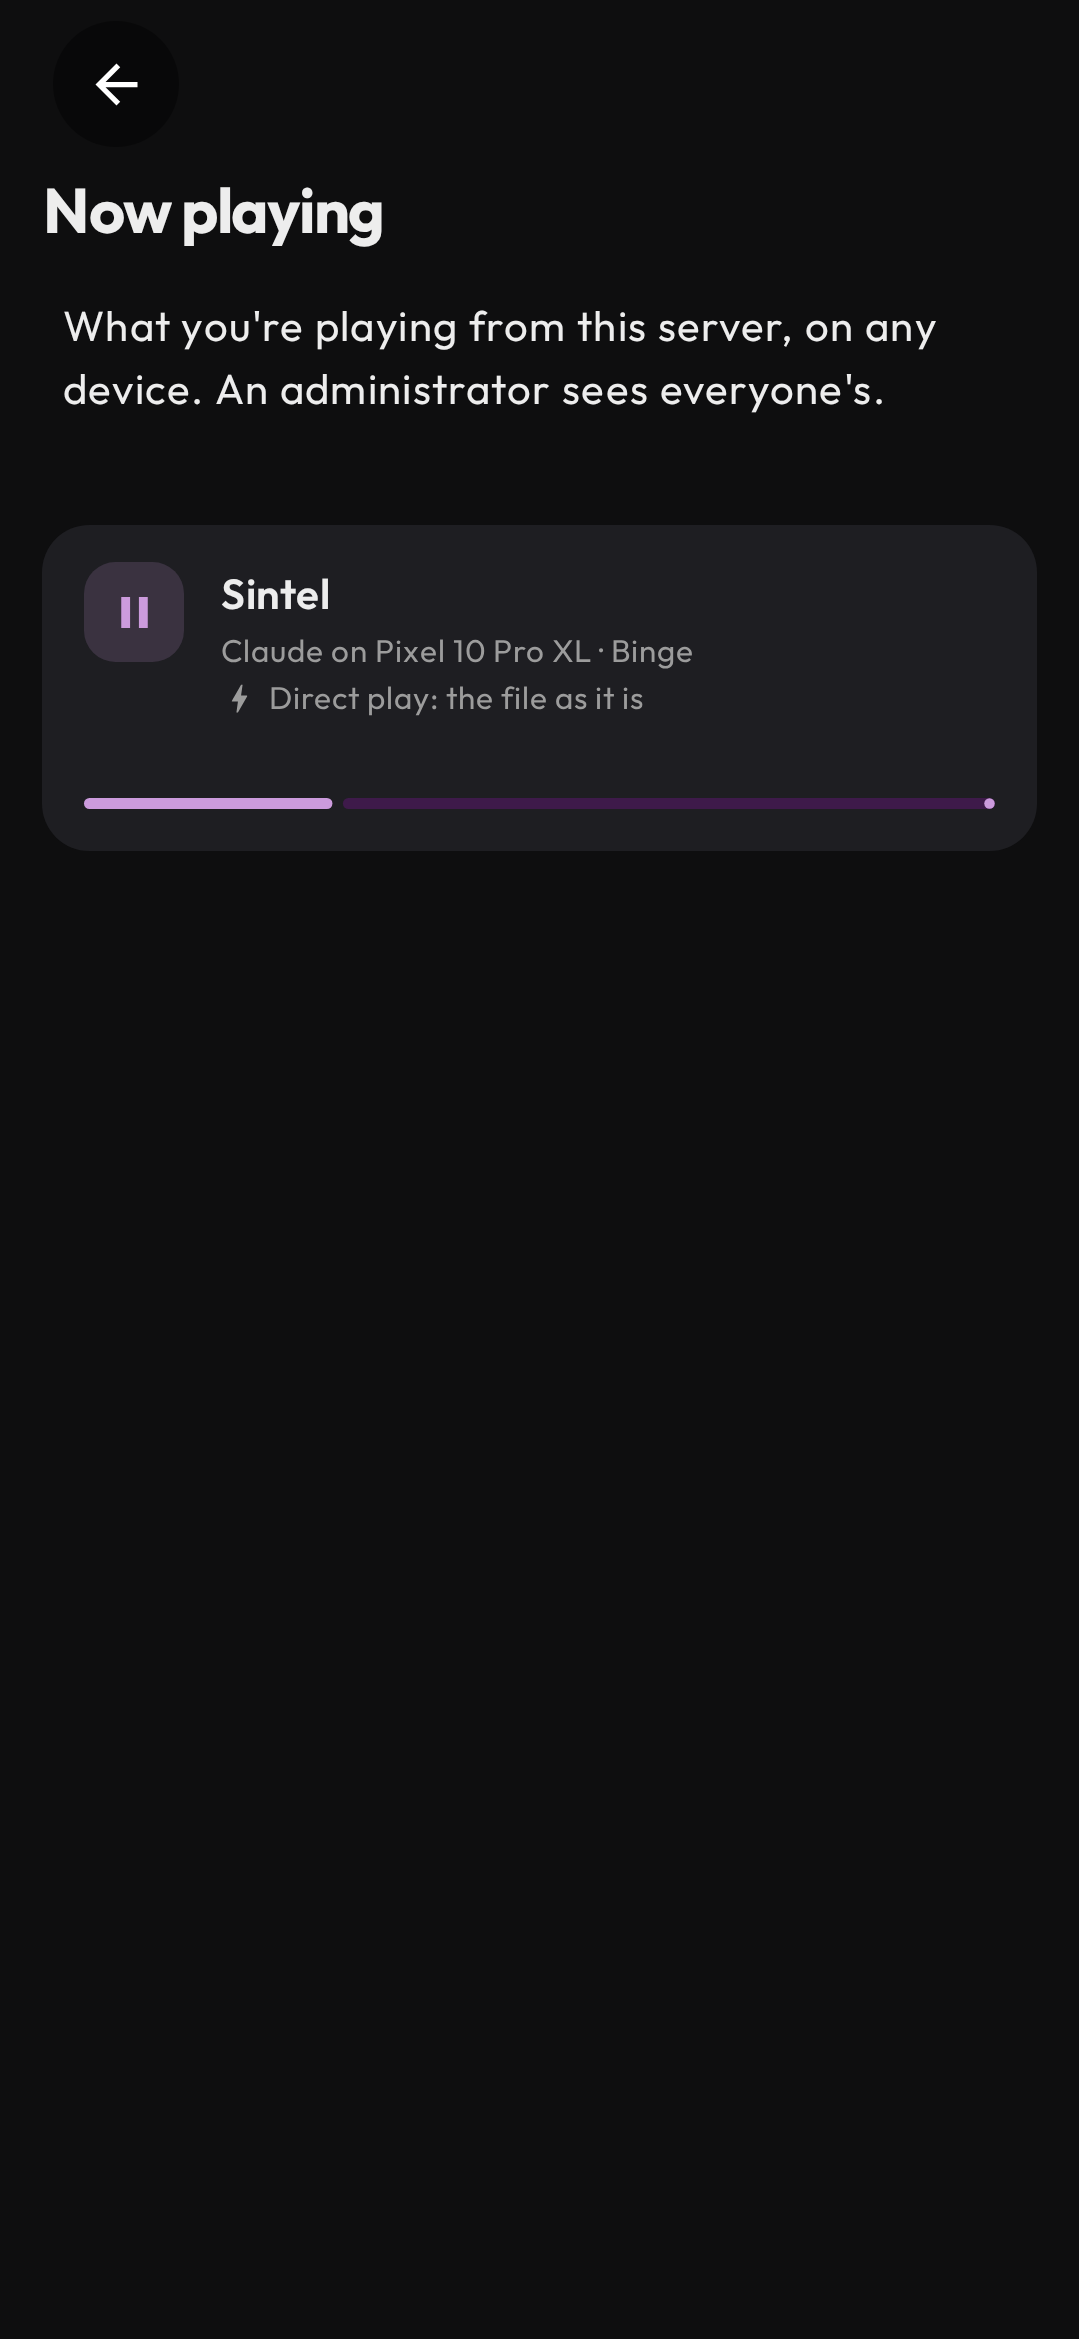 Now playing
What you're playing from this server, on any
device. An administrator sees everyone's.
Sintel
Claude on Pixel 10 Pro XL · Binge
Direct play: the file as it is